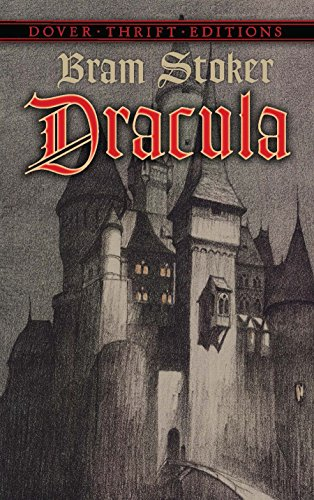 DOVER · THRIFT · EDITIONS
Bram Stoker
Dracula